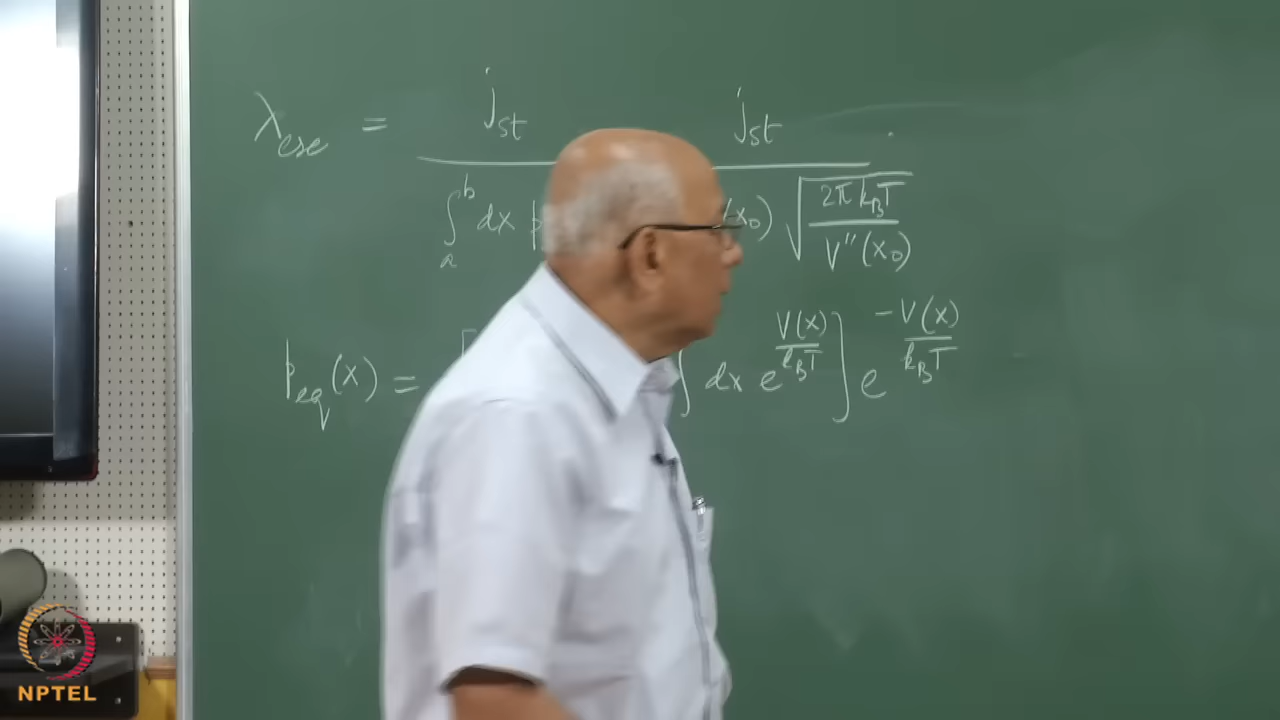 λ_esc = j_st / ∫_a^b dx p j_st / (x_0) √(2π k_B T / V''(x_0))
p_eq(x) = [ ∫ dx e^{V(x)/k_B T} ] e^{-V(x)/k_B T}
NPTEL